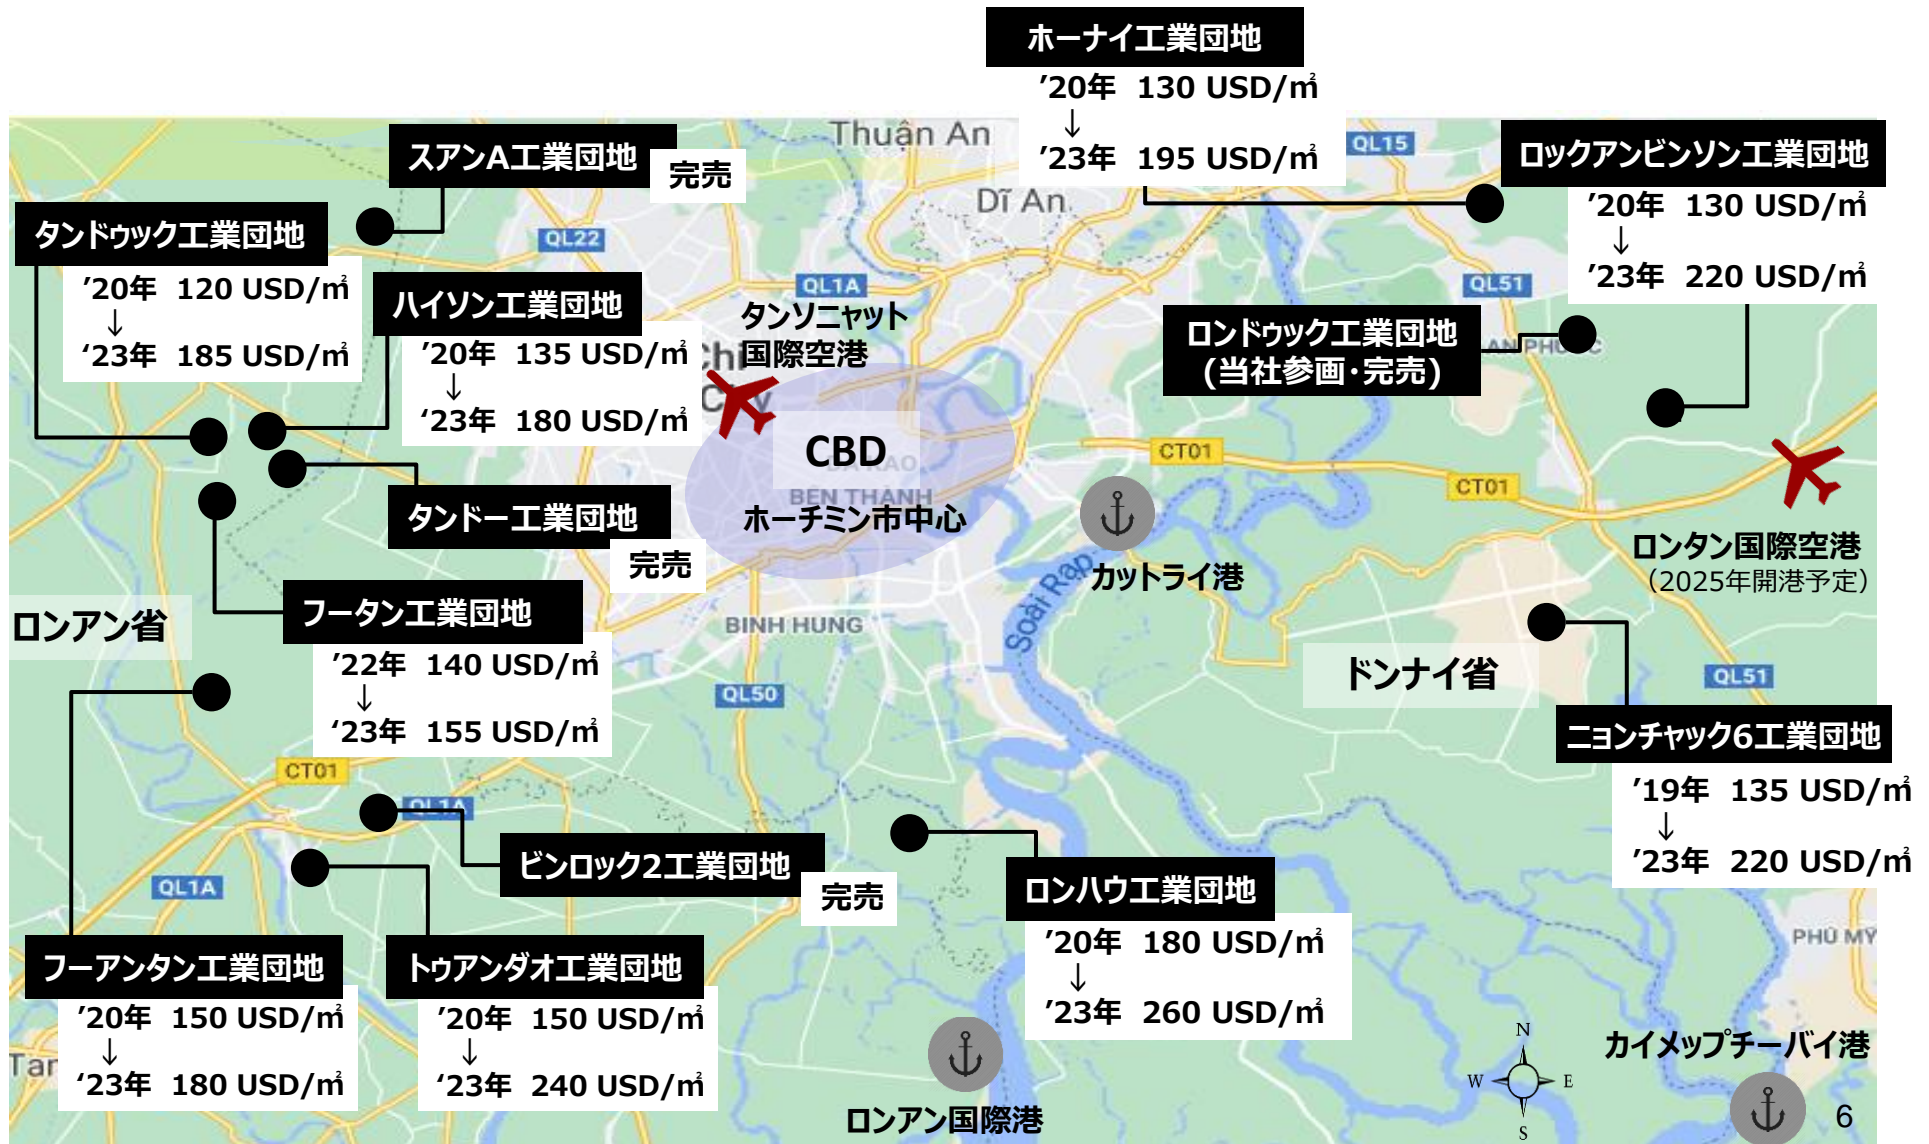 ホーナイ工業団地
'20年 130 USD/㎡
↓
'23年 195 USD/㎡
スアンA工業団地
完売
Thuận An
Dĩ An
QL15
ロックアンビンソン工業団地
'20年 130 USD/㎡
↓
'23年 220 USD/㎡
タンドゥック工業団地
'20年 120 USD/㎡
↓
‘23年 185 USD/㎡
QL22
QL1A
QL51
ハイソン工業団地
'20年 135 USD/㎡
↓
‘23年 180 USD/㎡
タンソニャット
国際空港
Chi
City
ロンドゥック工業団地
(当社参画・完売)
AN PHƯỚC
CBD
ĐA KAO
BẾN THÀNH
ホーチミン市中心
CT01
CT01
タンドー工業団地
完売
カットライ港
Soài Rạp
ロンタン国際空港
（2025年開港予定）
ロンアン省
フータン工業団地
'22年 140 USD/㎡
↓
‘23年 155 USD/㎡
BINH HUNG
QL50
ドンナイ省
QL51
ニョンチャック6工業団地
'19年 135 USD/㎡
↓
'23年 220 USD/㎡
CT01
QL1A
ビンロック2工業団地
完売
QL1A
ロンハウ工業団地
'20年 180 USD/㎡
↓
'23年 260 USD/㎡
PHÚ MỸ
フーアンタン工業団地
'20年 150 USD/㎡
↓
‘23年 180 USD/㎡
トゥアンダオ工業団地
'20年 150 USD/㎡
↓
‘23年 240 USD/㎡
Tar
ロンアン国際港
N
W
E
S
カイメップチーバイ港
6